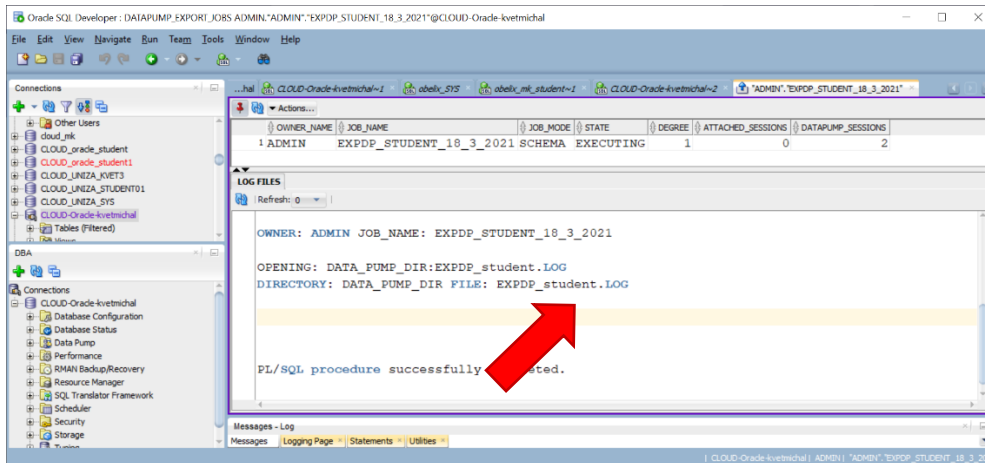 Oracle SQL Developer : DATAPUMP_EXPORT_JOBS ADMIN."ADMIN"."EXPDP_STUDENT_18_3_2021"@CLOUD-Oracle-kvetmichal
File Edit View Navigate Run Team Tools Window Help
Connections
Other Users
cloud_mk
CLOUD_oracle_student
CLOUD_oracle_student1
CLOUD_UNIZA_KVET3
CLOUD_UNIZA_STUDENT01
CLOUD_UNIZA_SYS
CLOUD-Oracle-kvetmichal
Tables (Filtered)
Views
DBA
Connections
CLOUD-Oracle-kvetmichal
Database Configuration
Database Status
Data Pump
Performance
RMAN Backup/Recovery
Resource Manager
SQL Translator Framework
Scheduler
Security
Storage
Tuning
...hal CLOUD-Oracle-kvetmichal~1 obelix_SYS obelix_mk_student~1 CLOUD-Oracle-kvetmichal~2 "ADMIN"."EXPDP_STUDENT_18_3_2021"
Actions...
OWNER_NAME JOB_NAME JOB_MODE STATE DEGREE ATTACHED_SESSIONS DATAPUMP_SESSIONS
1 ADMIN EXPDP_STUDENT_18_3_2021 SCHEMA EXECUTING 1 0 2
LOG FILES
Refresh: 0
OWNER: ADMIN JOB_NAME: EXPDP_STUDENT_18_3_2021
OPENING: DATA_PUMP_DIR:EXPDP_student.LOG
DIRECTORY: DATA_PUMP_DIR FILE: EXPDP_student.LOG
PL/SQL procedure successfully eted.
Messages - Log
Messages Logging Page Statements Utilities
| CLOUD-Oracle-kvetmichal | ADMIN | "ADMIN"."EXPDP_STUDENT_18_3_20